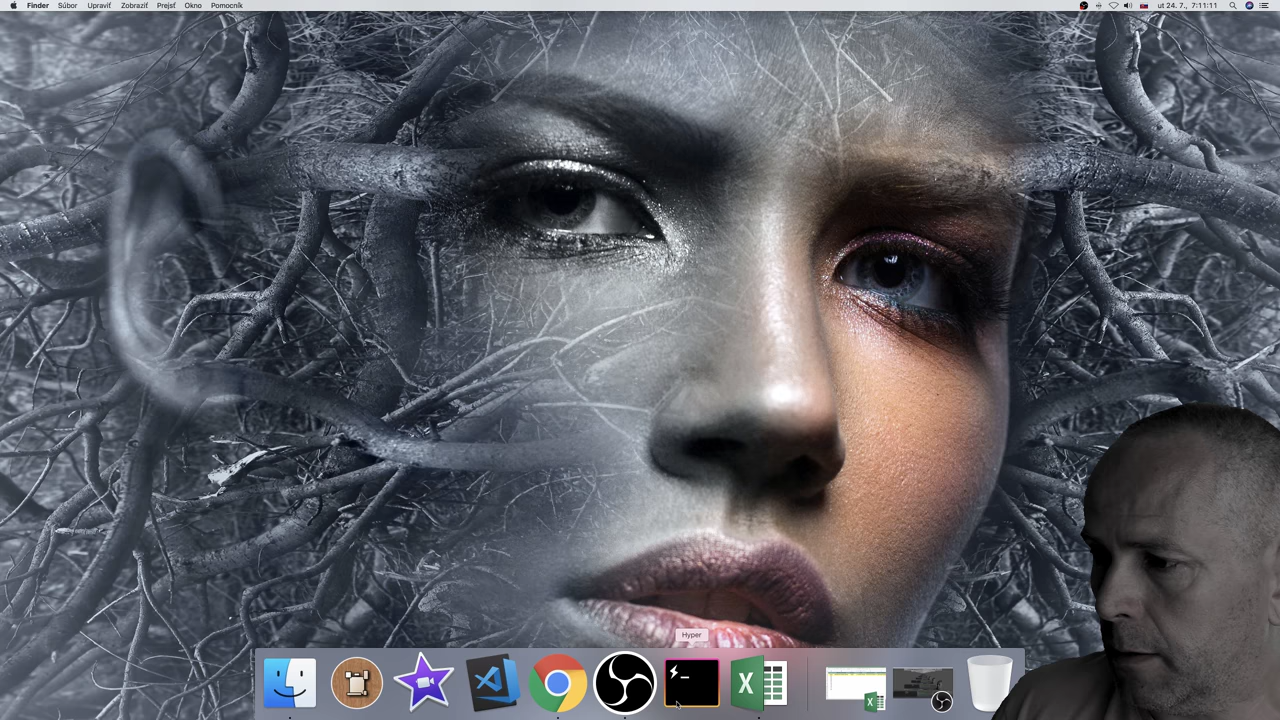 Finder Súbor Upraviť Zobraziť Prejsť Okno Pomocník ut 24. 7., 7:11:11
Hyper